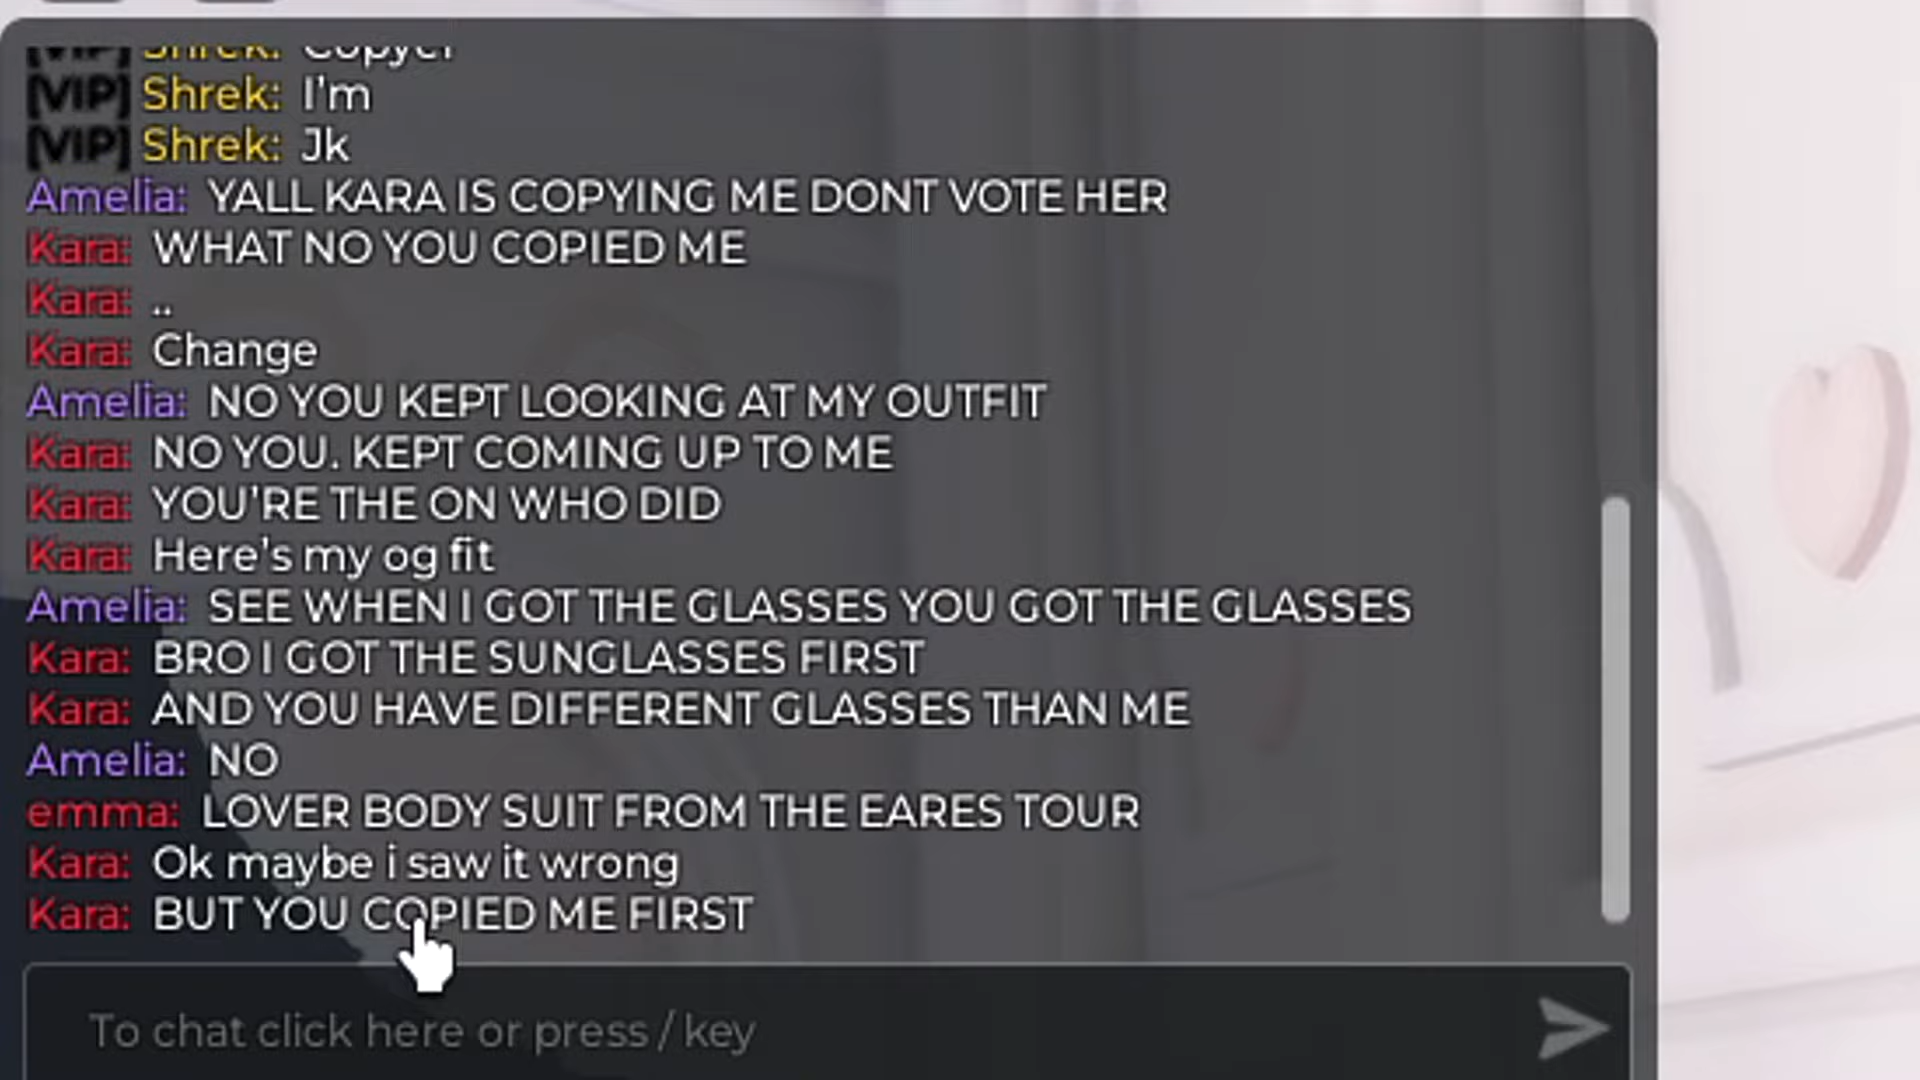 [VIP] Shrek: Copyer
[VIP] Shrek: I'm
[VIP] Shrek: Jk
Amelia: YALL KARA IS COPYING ME DONT VOTE HER
Kara: WHAT NO YOU COPIED ME
Kara: ..
Kara: Change
Amelia: NO YOU KEPT LOOKING AT MY OUTFIT
Kara: NO YOU. KEPT COMING UP TO ME
Kara: YOU'RE THE ON WHO DID
Kara: Here's my og fit
Amelia: SEE WHEN I GOT THE GLASSES YOU GOT THE GLASSES
Kara: BRO I GOT THE SUNGLASSES FIRST
Kara: AND YOU HAVE DIFFERENT GLASSES THAN ME
Amelia: NO
emma: LOVER BODY SUIT FROM THE EARES TOUR
Kara: Ok maybe i saw it wrong
Kara: BUT YOU COPIED ME FIRST
To chat click here or press / key